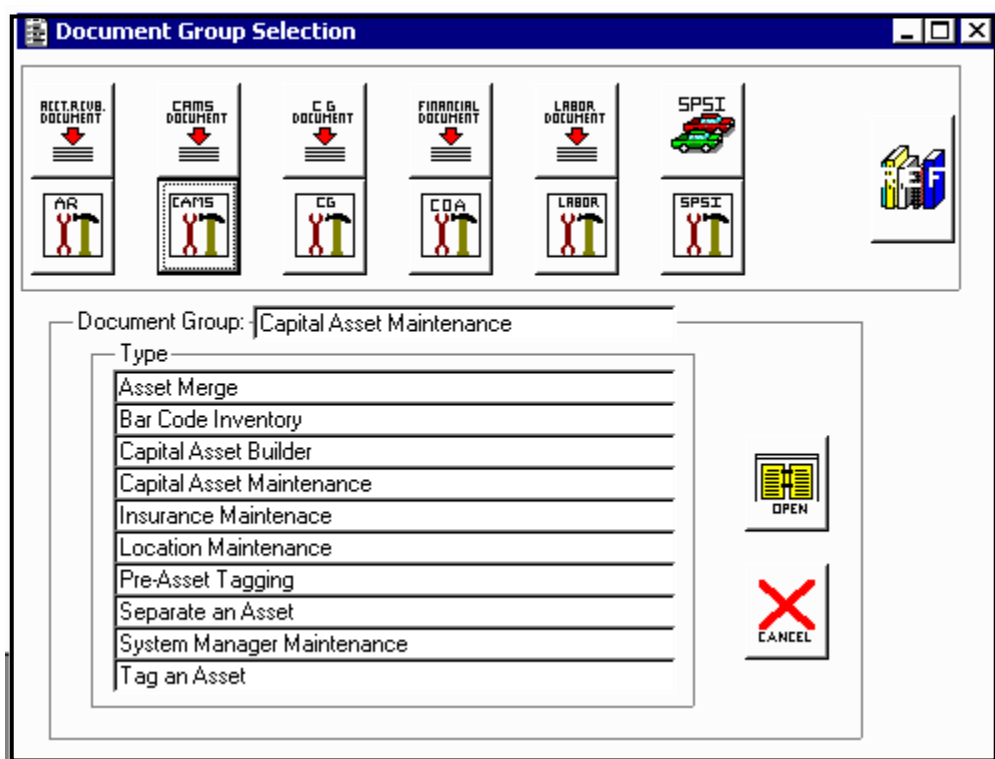 Document Group Selection
ACCT.RCVB.
DOCUMENT
CAMS
DOCUMENT
C G
DOCUMENT
FINANCIAL
DOCUMENT
LABOR
DOCUMENT
SPSI
REF
AR
CAMS
CG
COA
LABOR
SPSI
Document Group:
Capital Asset Maintenance
Type
Asset Merge
Bar Code Inventory
Capital Asset Builder
Capital Asset Maintenance
Insurance Maintenace
Location Maintenance
Pre-Asset Tagging
Separate an Asset
System Manager Maintenance
Tag an Asset
OPEN
CANCEL